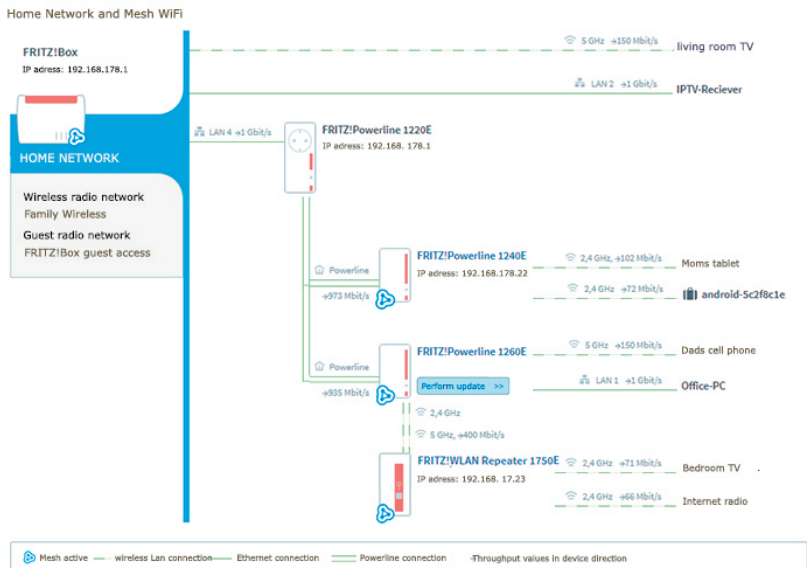 Home Network and Mesh WiFi
FRITZ!Box
IP adress: 192.168.178.1
HOME NETWORK
Wireless radio network
Family Wireless
Guest radio network
FRITZ!Box guest access
5 GHz →150 Mbit/s
living room TV
LAN 2 →1 Gbit/s
IPTV-Reciever
LAN 4 →1 Gbit/s
FRITZ!Powerline 1220E
IP adress: 192.168. 178.1
Powerline
→973 Mbit/s
FRITZ!Powerline 1240E
IP adress: 192.168.178.22
2,4 GHz, →102 Mbit/s
Moms tablet
2,4 GHz →72 Mbit/s
android-5c2f8c1e
Powerline
→935 Mbit/s
FRITZ!Powerline 1260E
Perform update >>
5 GHz →150 Mbit/s
Dads cell phone
LAN 1 →1 Gbit/s
Office-PC
2,4 GHz
5 GHz, →400 Mbit/s
FRITZ!WLAN Repeater 1750E
IP adress: 192.168. 17.23
2,4 GHz →71 Mbit/s
Bedroom TV .
2,4 GHz →66 Mbit/s
Internet radio
Mesh active wireless Lan connection Ethernet connection Powerline connection -Throughput values in device direction